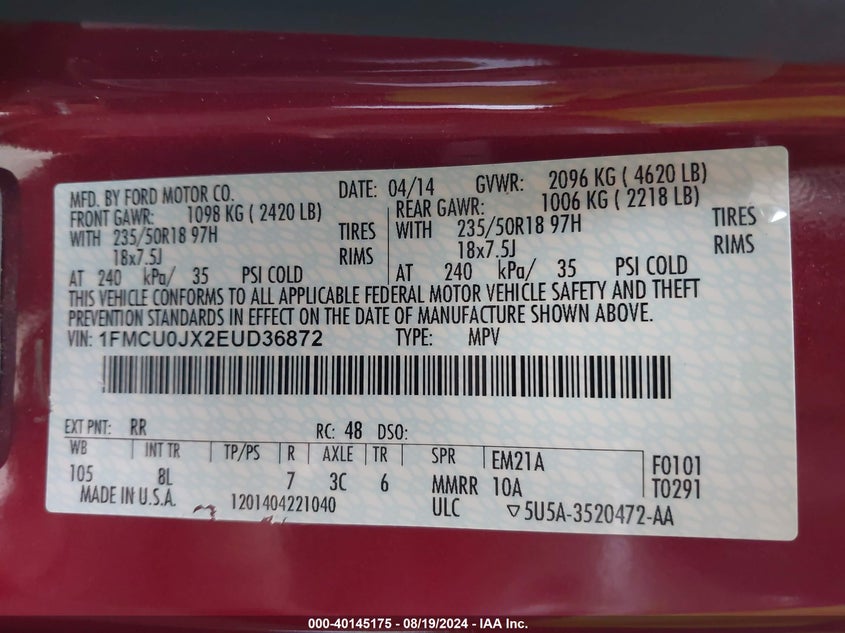 MFD. BY FORD MOTOR CO. DATE: 04/14 GVWR: 2096 KG ( 4620 LB)
FRONT GAWR: 1098 KG ( 2420 LB) REAR GAWR: 1006 KG ( 2218 LB)
WITH 235/50R18 97H TIRES WITH 235/50R18 97H TIRES
18x7.5J RIMS 18x7.5J RIMS
AT 240 kPa/ 35 PSI COLD AT 240 kPa/ 35 PSI COLD
THIS VEHICLE CONFORMS TO ALL APPLICABLE FEDERAL MOTOR VEHICLE SAFETY AND THEFT
PREVENTION STANDARDS IN EFFECT ON THE DATE OF MANUFACTURE SHOWN ABOVE.
VIN: 1FMCU0JX2EUD36872 TYPE: MPV
EXT PNT: RR RC: 48 DSO:
WB INT TR TP/PS R AXLE TR SPR EM21A F0101
105 8L 7 3C 6 MMRR 10A T0291
MADE IN U.S.A. 1201404221040 ULC ▽5U5A-3520472-AA
000-40145175 - 08/19/2024 - IAA Inc.